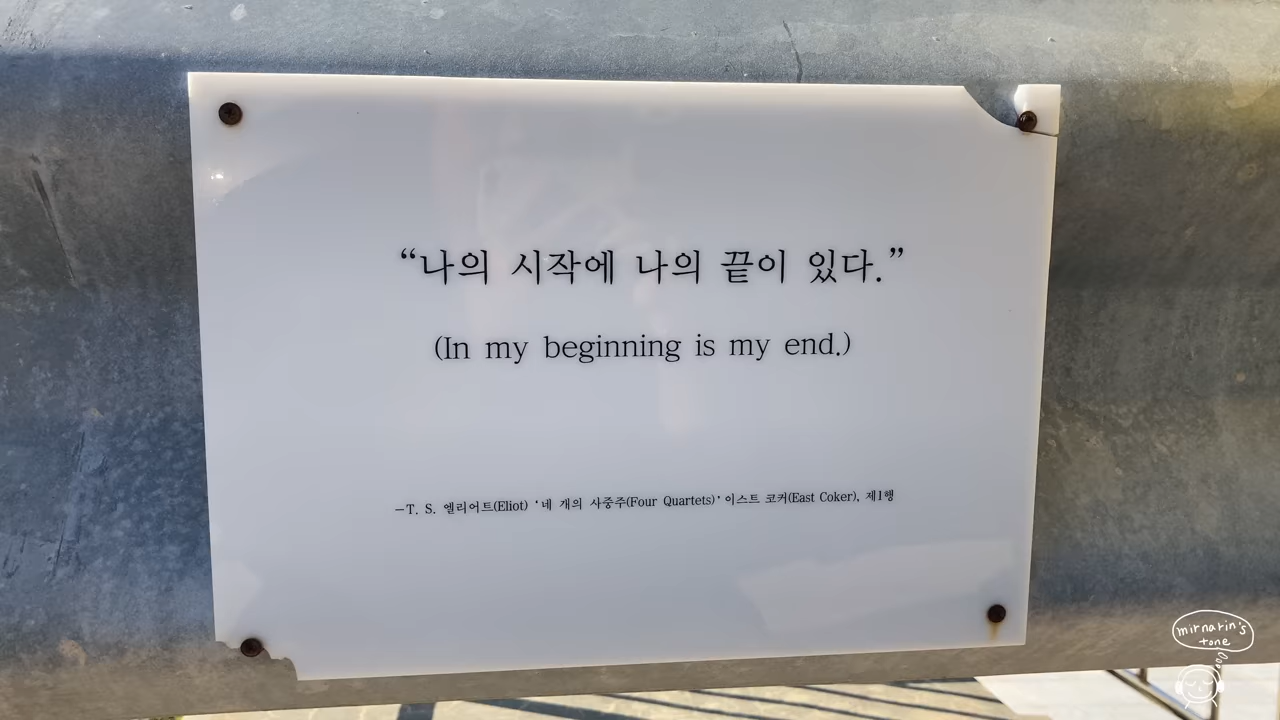 “나의 시작에 나의 끝이 있다.”
(In my beginning is my end.)
–T. S. 엘리어트(Eliot) ‘네 개의 사중주(Four Quartets)’ 이스트 코커(East Coker), 제1행
mirnarin's
tone